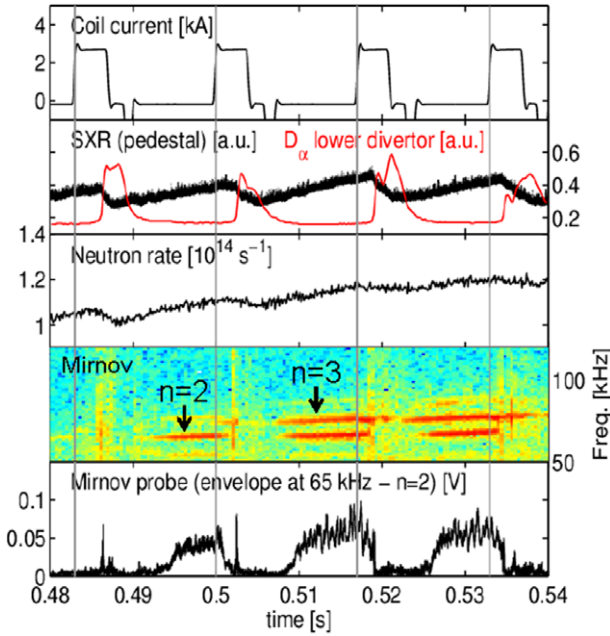 Coil current [kA]
4
2
0
SXR (pedestal) [a.u.] D_α lower divertor [a.u.]
0.6
0.4
0.2
1.4
Neutron rate [10^14 s^-1]
1.2
1
Mirnov
n=2
n=3
100
50
Freq. [kHz]
Mirnov probe (envelope at 65 kHz – n=2) [V]
0.1
0.05
0
0.48 0.49 0.5 0.51 0.52 0.53 0.54
time [s]